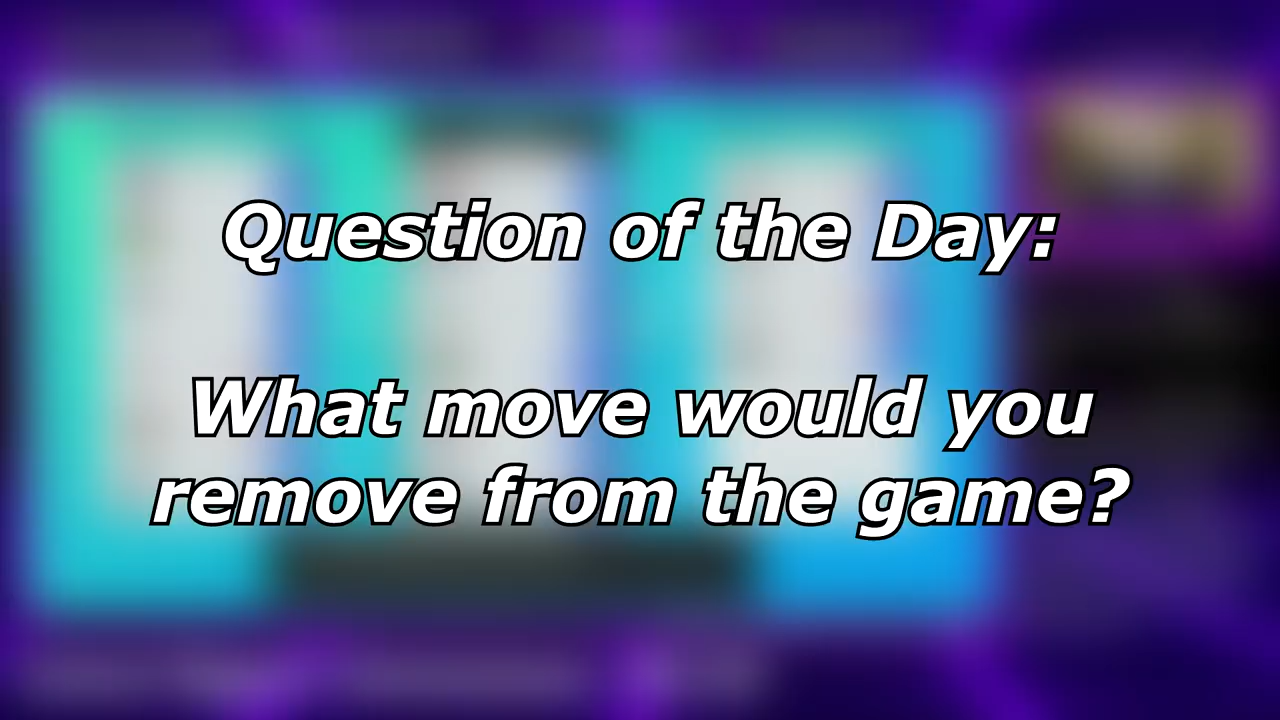 Question of the Day:
What move would you
remove from the game?